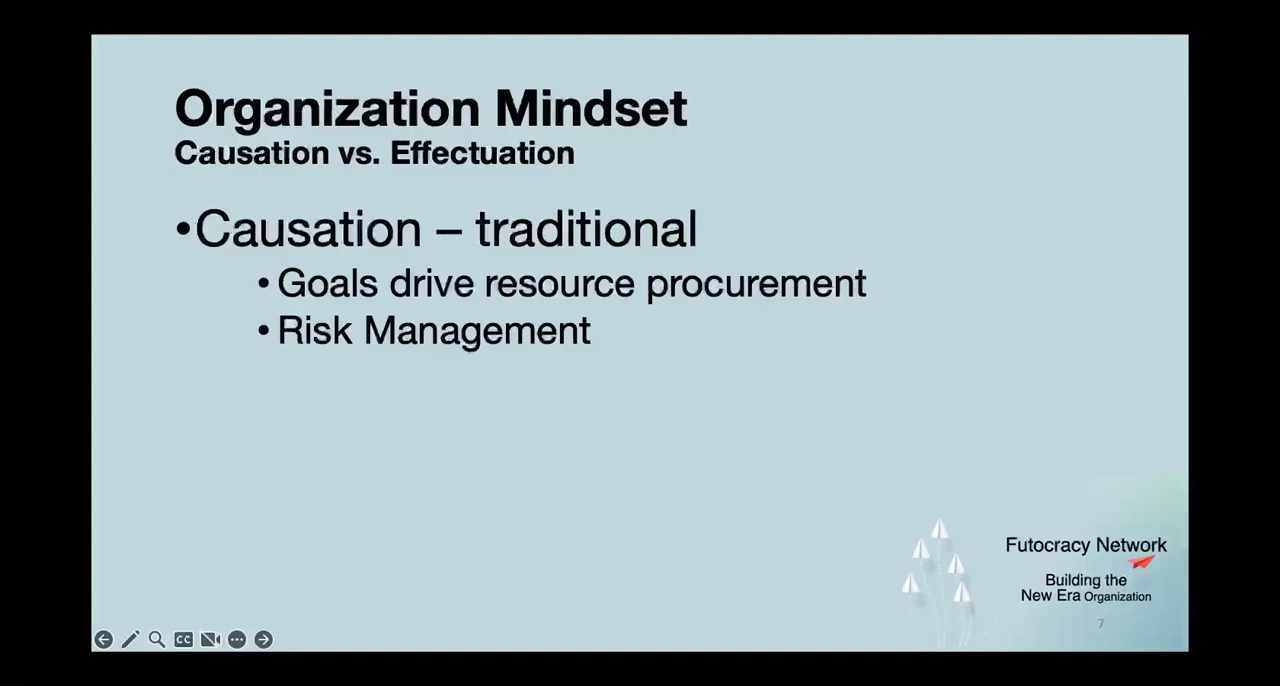 Organization Mindset
Causation vs. Effectuation
•Causation – traditional
• Goals drive resource procurement
• Risk Management
Futocracy Network
Building the
New Era Organization
7
CC